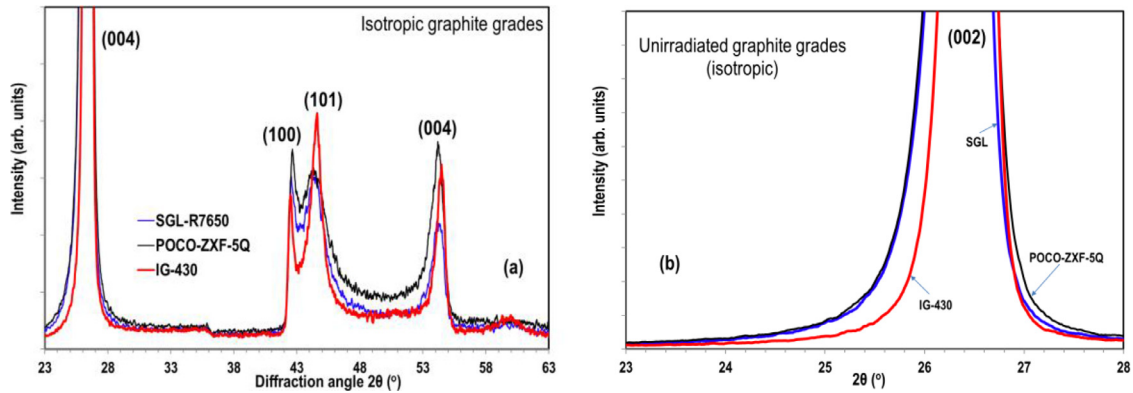 Isotropic graphite grades
(004)
(101)
(100)
(004)
SGL-R7650
POCO-ZXF-5Q
IG-430
(a)
Intensity (arb. units)
23 28 33 38 43 48 53 58 63
Diffraction angle 2θ (º)
Unirradiated graphite grades
(isotropic)
(002)
SGL
POCO-ZXF-5Q
IG-430
(b)
Intensity (arb. units)
23 24 25 26 27 28
2θ (º)